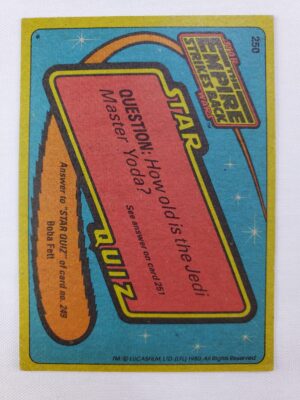 250
STAR
THE
EMPIRE
STRIKES BACK
WARS
STAR
QUESTION: How old is the Jedi
Master Yoda?
See answer on card 251
QUIZ
Answer to "STAR QUIZ" of card no. 249
Boba Fett
TM: © LUCASFILM, LTD. (LFL) 1980. All Rights Reserved